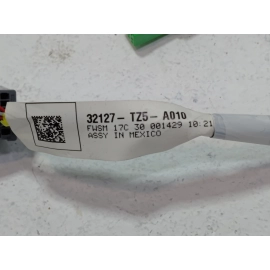 32127- TZ5- A010
FWSM 17C 30 001429 10:21
ASSY IN MEXICO